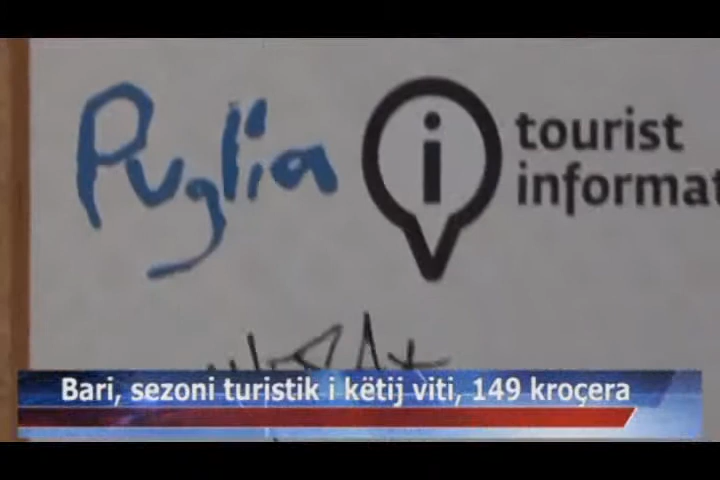 Puglia
i
tourist
informat
Bari, sezoni turistik i këtij viti, 149 kroçera